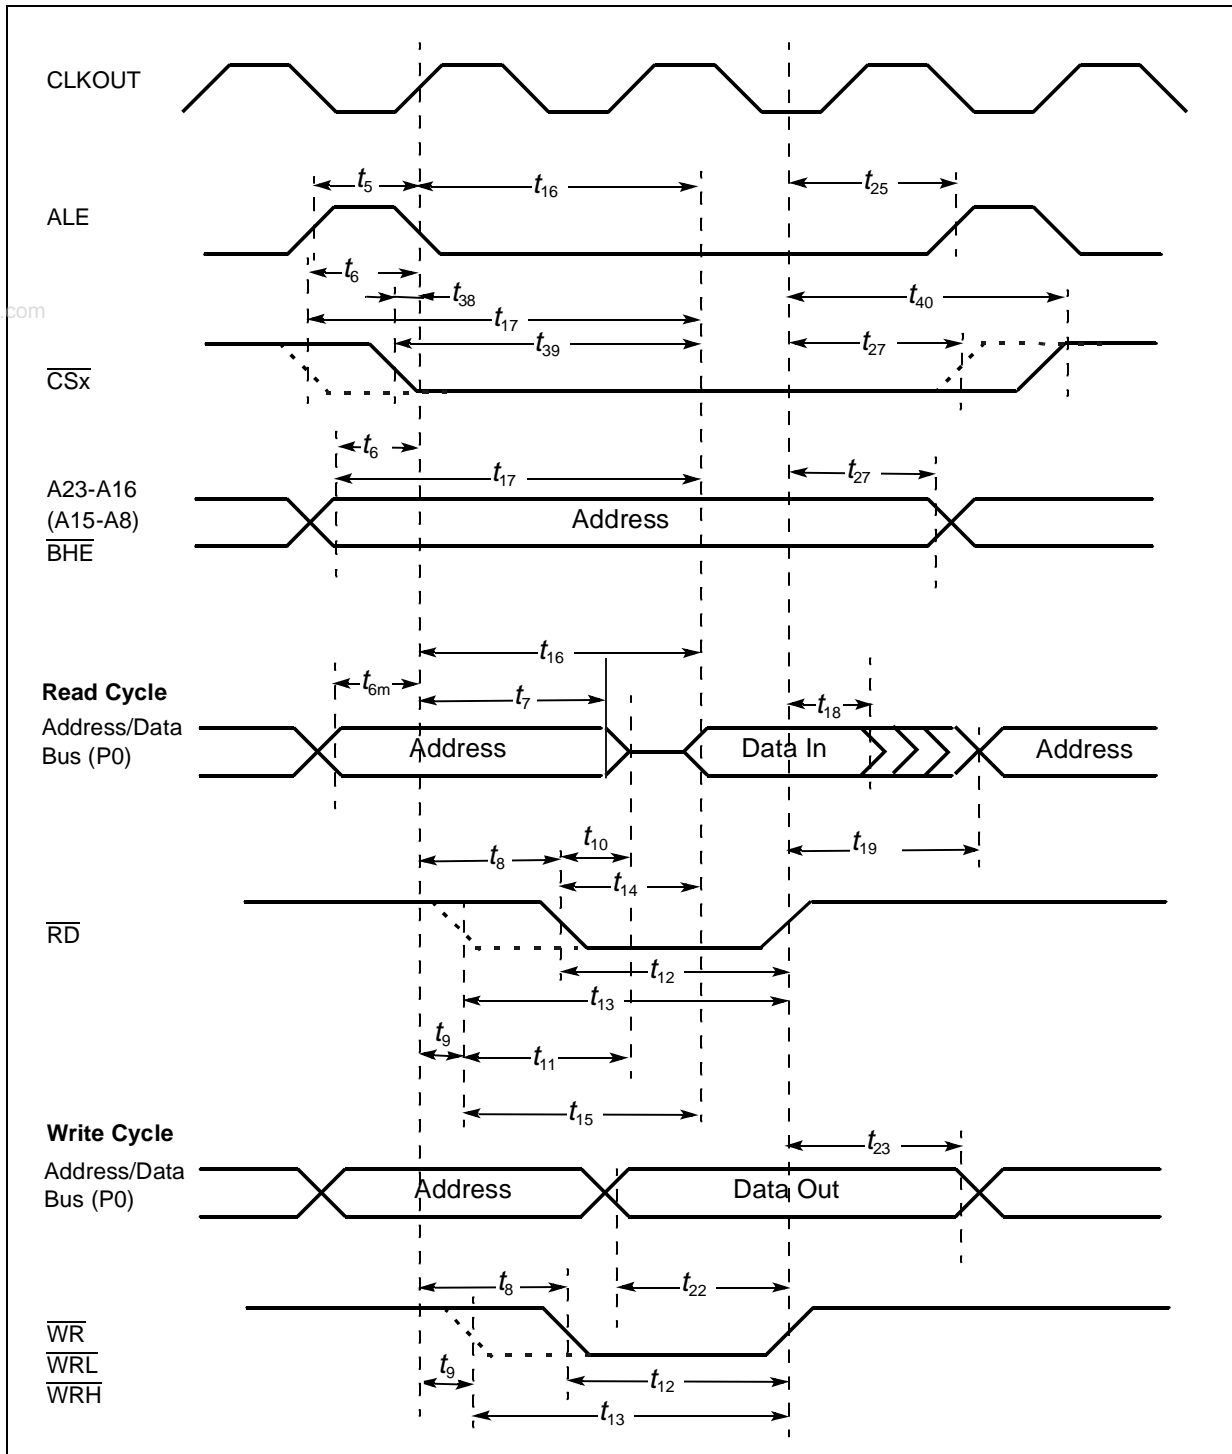 CLKOUT
t5 t16 t25
ALE
t6
t38 t40
.com
t17
t39 t27
CSx
t6
t17 t27
A23-A16
(A15-A8) Address
BHE
t16
Read Cycle t6m t7 t18
Address/Data
Bus (P0) Address Data In Address
t10
t8 t19
t14
RD
t12
t13
t9 t11
t15
Write Cycle
t23
Address/Data
Bus (P0) Address Data Out
t8 t22
WR
WRL
t9 t12
WRH
t13